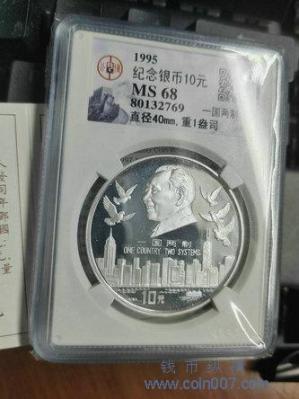 1995
纪念银币10元
MS 68
80132769
一国两制
直径40mm,重1盎司
一国两制
ONE COUNTRY TWO SYSTEMS
10元
钱币纵横
www.coin007.com